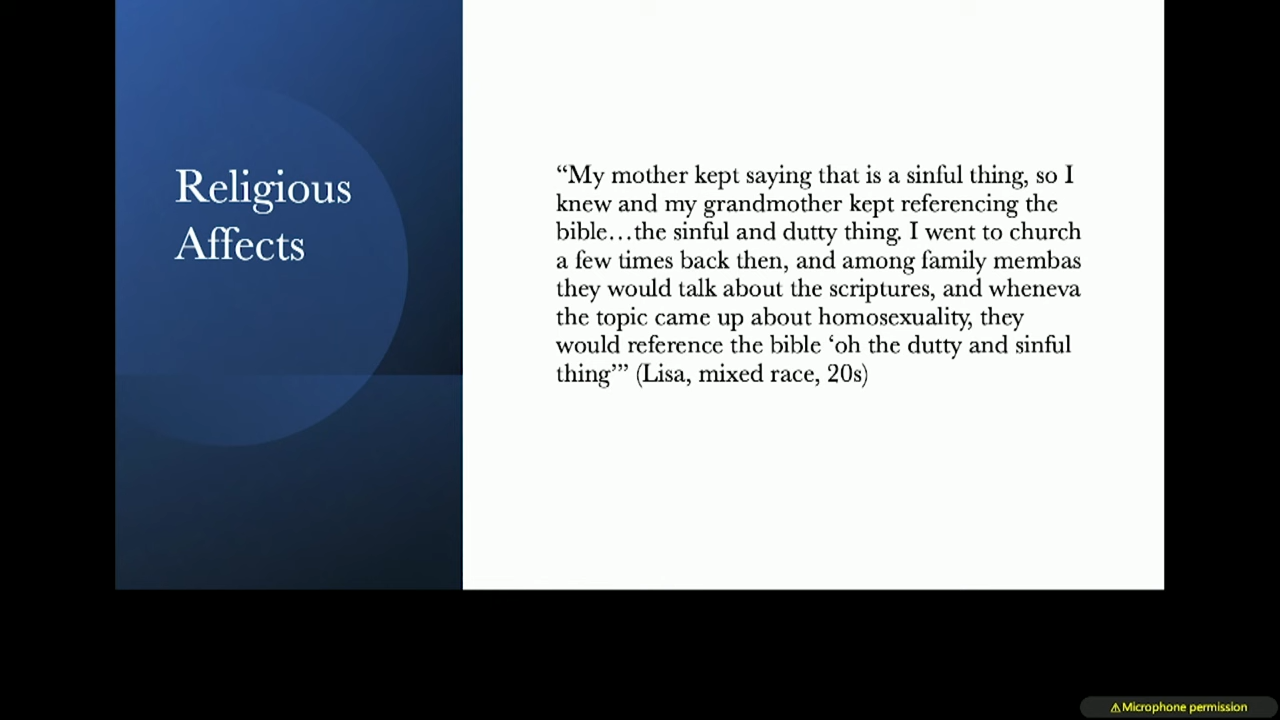 Religious
Affects
“My mother kept saying that is a sinful thing, so I
knew and my grandmother kept referencing the
bible…the sinful and dutty thing. I went to church
a few times back then, and among family membas
they would talk about the scriptures, and wheneva
the topic came up about homosexuality, they
would reference the bible ‘oh the dutty and sinful
thing’” (Lisa, mixed race, 20s)
⚠Microphone permission